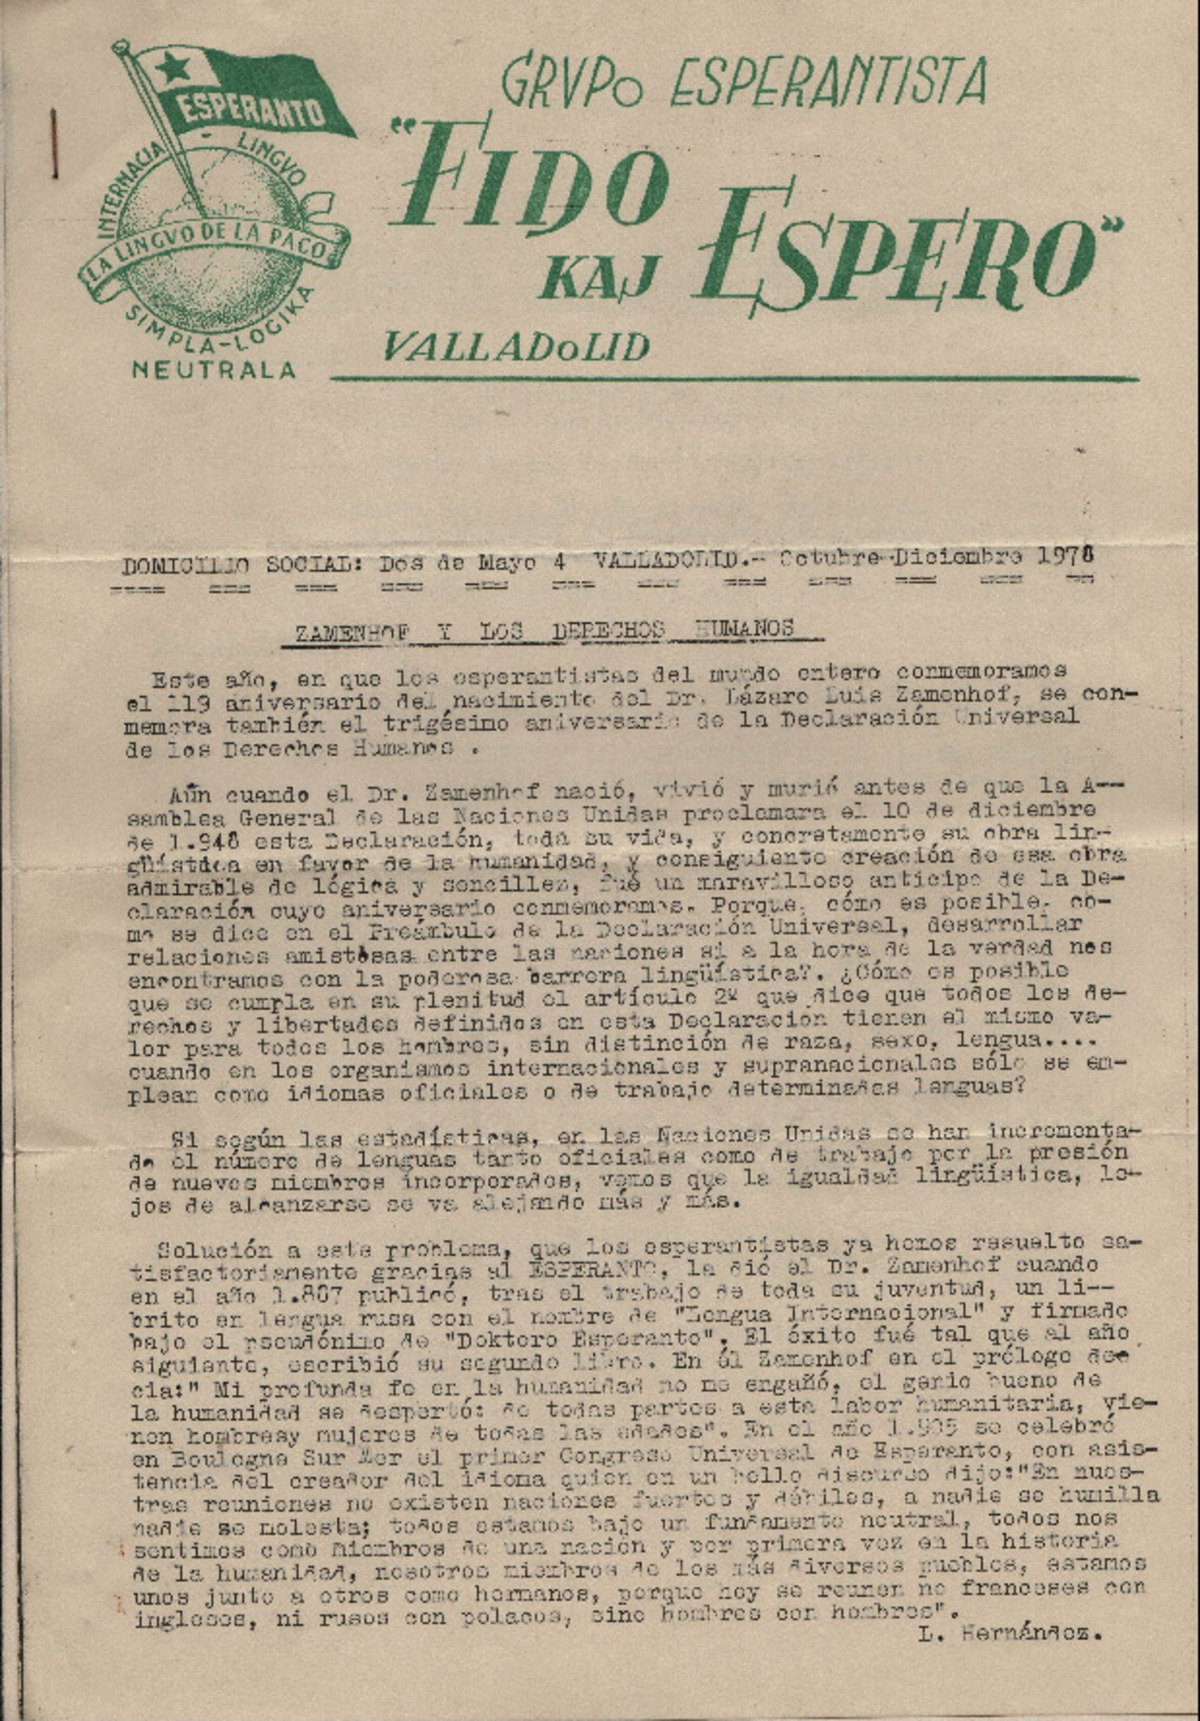 ESPERANTO
INTERNACIA - LINGVO
LA LINGVO DE LA PACO
SIMPLA-LOGIKA
NEUTRALA
GRVPo ESPERANTISTA
"FIDO
KAJ ESPERO"
VALLADoLID
DOMICILIO SOCIAL: Dos de Mayo 4 VALLADOLID.- Octubre-Diciembre 1978
ZAMENHOF Y LOS DERECHOS HUMANOS
Este año, en que los esperantistas del mundo entero conmemoramos
el 119 aniversario del nacimiento del Dr. Lázaro Luis Zamenhof, se con-
memora también el trigésimo aniversario de la Declaración Universal
de los Derechos Humanos .
Aún cuando el Dr. Zamenhof nació, vivió y murió antes de que la A--
samblea General de las Naciones Unidas proclamara el 10 de diciembre
de 1.948 esta Declaración, toda su vida, y concretamente su obra lin-
güística en favor de la humanidad, y consiguiente creación de esa obra
admirable de lógica y sencillez, fué un maravilloso anticipo de la De-
claración cuyo aniversario conmemoramos. Porque, cómo es posible, co-
mo se dice en el Preámbulo de la Declaración Universal, desarrollar
relaciones amistosas entre las naciones si a la hora de la verdad nos
encontramos con la poderosa barrera lingüística?. ¿Cómo es posible
que se cumpla en su plenitud el artículo 2º que dice que todos los de-
rechos y libertades definidos en esta Declaración tienen el mismo va-
lor para todos los hombres, sin distinción de raza, sexo, lengua....
cuando en los organismos internacionales y supranacionales sólo se em-
plean como idiomas oficiales o de trabajo determinadas lenguas?
Si según las estadísticas, en las Naciones Unidas se han incrementa-
do el número de lenguas tanto oficiales como de trabajo por la presión
de nuevos miembros incorporados, vemos que la igualdad lingüística, le-
jos de alcanzarse se va alejando más y más.
Solución a este problema, que los esperantistas ya hemos resuelto sa-
tisfactoriamente gracias al ESPERANTO, la dió el Dr. Zamenhof cuando
en el año 1.887 publicó, tras el trabajo de toda su juventud, un li--
brito en lengua rusa con el nombre de "Lengua Internacional" y firmado
bajo el pseudónimo de "Doktoro Esperanto". El éxito fué tal que al año
siguiente, escribió su segundo libro. En él Zamenhof en el prólogo de
cia:" Mi profunda fe en la humanidad no me engañó, el genio bueno de
la humanidad se despertó: de todas partes a esta labor humanitaria, vie-
nen hombresy mujeres de todas las edades". En el año 1.905 se celebró
en Boulogne Sur Mer el primer Congreso Universal de Esperanto, con asis-
tencia del creador del idioma quien en un bello discurso dijo:"En nues-
tras reuniones no existen naciones fuertes y débiles, a nadie se humilla
nadie se molesta; todos estamos bajo un fundamento neutral, todos nos
sentimos como miembros de una nación y por primera vez en la historia
de la humanidad, nosotros miembros de los más diversos pueblos, estamos
unos junto a otros como hermanos, porque hoy se reunen no franceses con
ingleses, ni rusos con polacos, sino hombres con hombres".
L. Hernández.